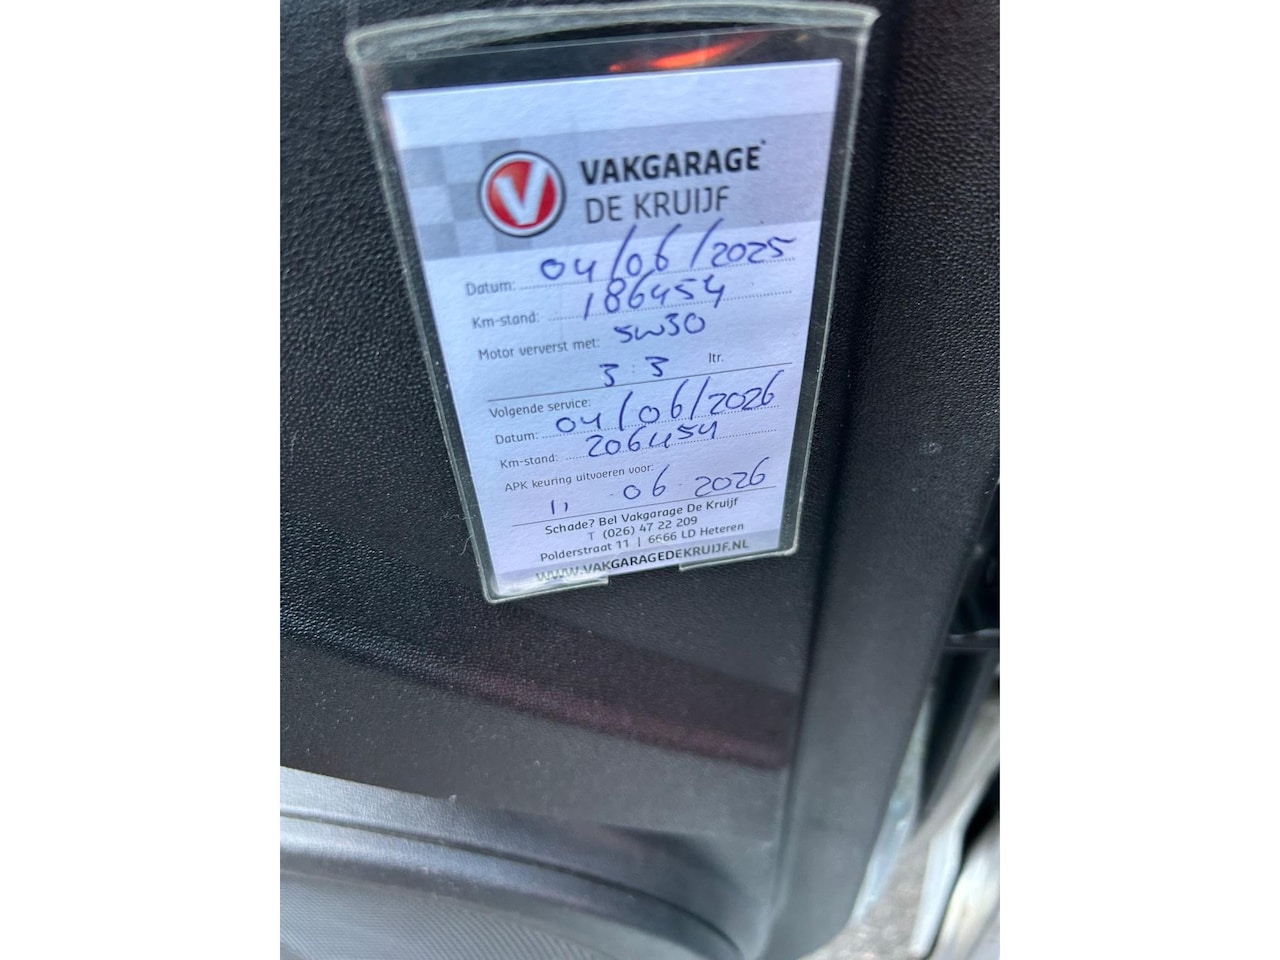 V VAKGARAGE
DE KRUIJF
Datum: 04/06/2025
Km-stand: 186454
Motor ververst met: 5W30
3.3 ltr.
Volgende service:
Datum: 04/06/2026
Km-stand: 206454
APK keuring uitvoeren voor:
11-06-2026
Schade? Bel Vakgarage De Kruijf
T (026) 47 22 209
Polderstraat 11 | 6666 LD Heteren
WWW.VAKGARAGEDEKRUIJF.NL